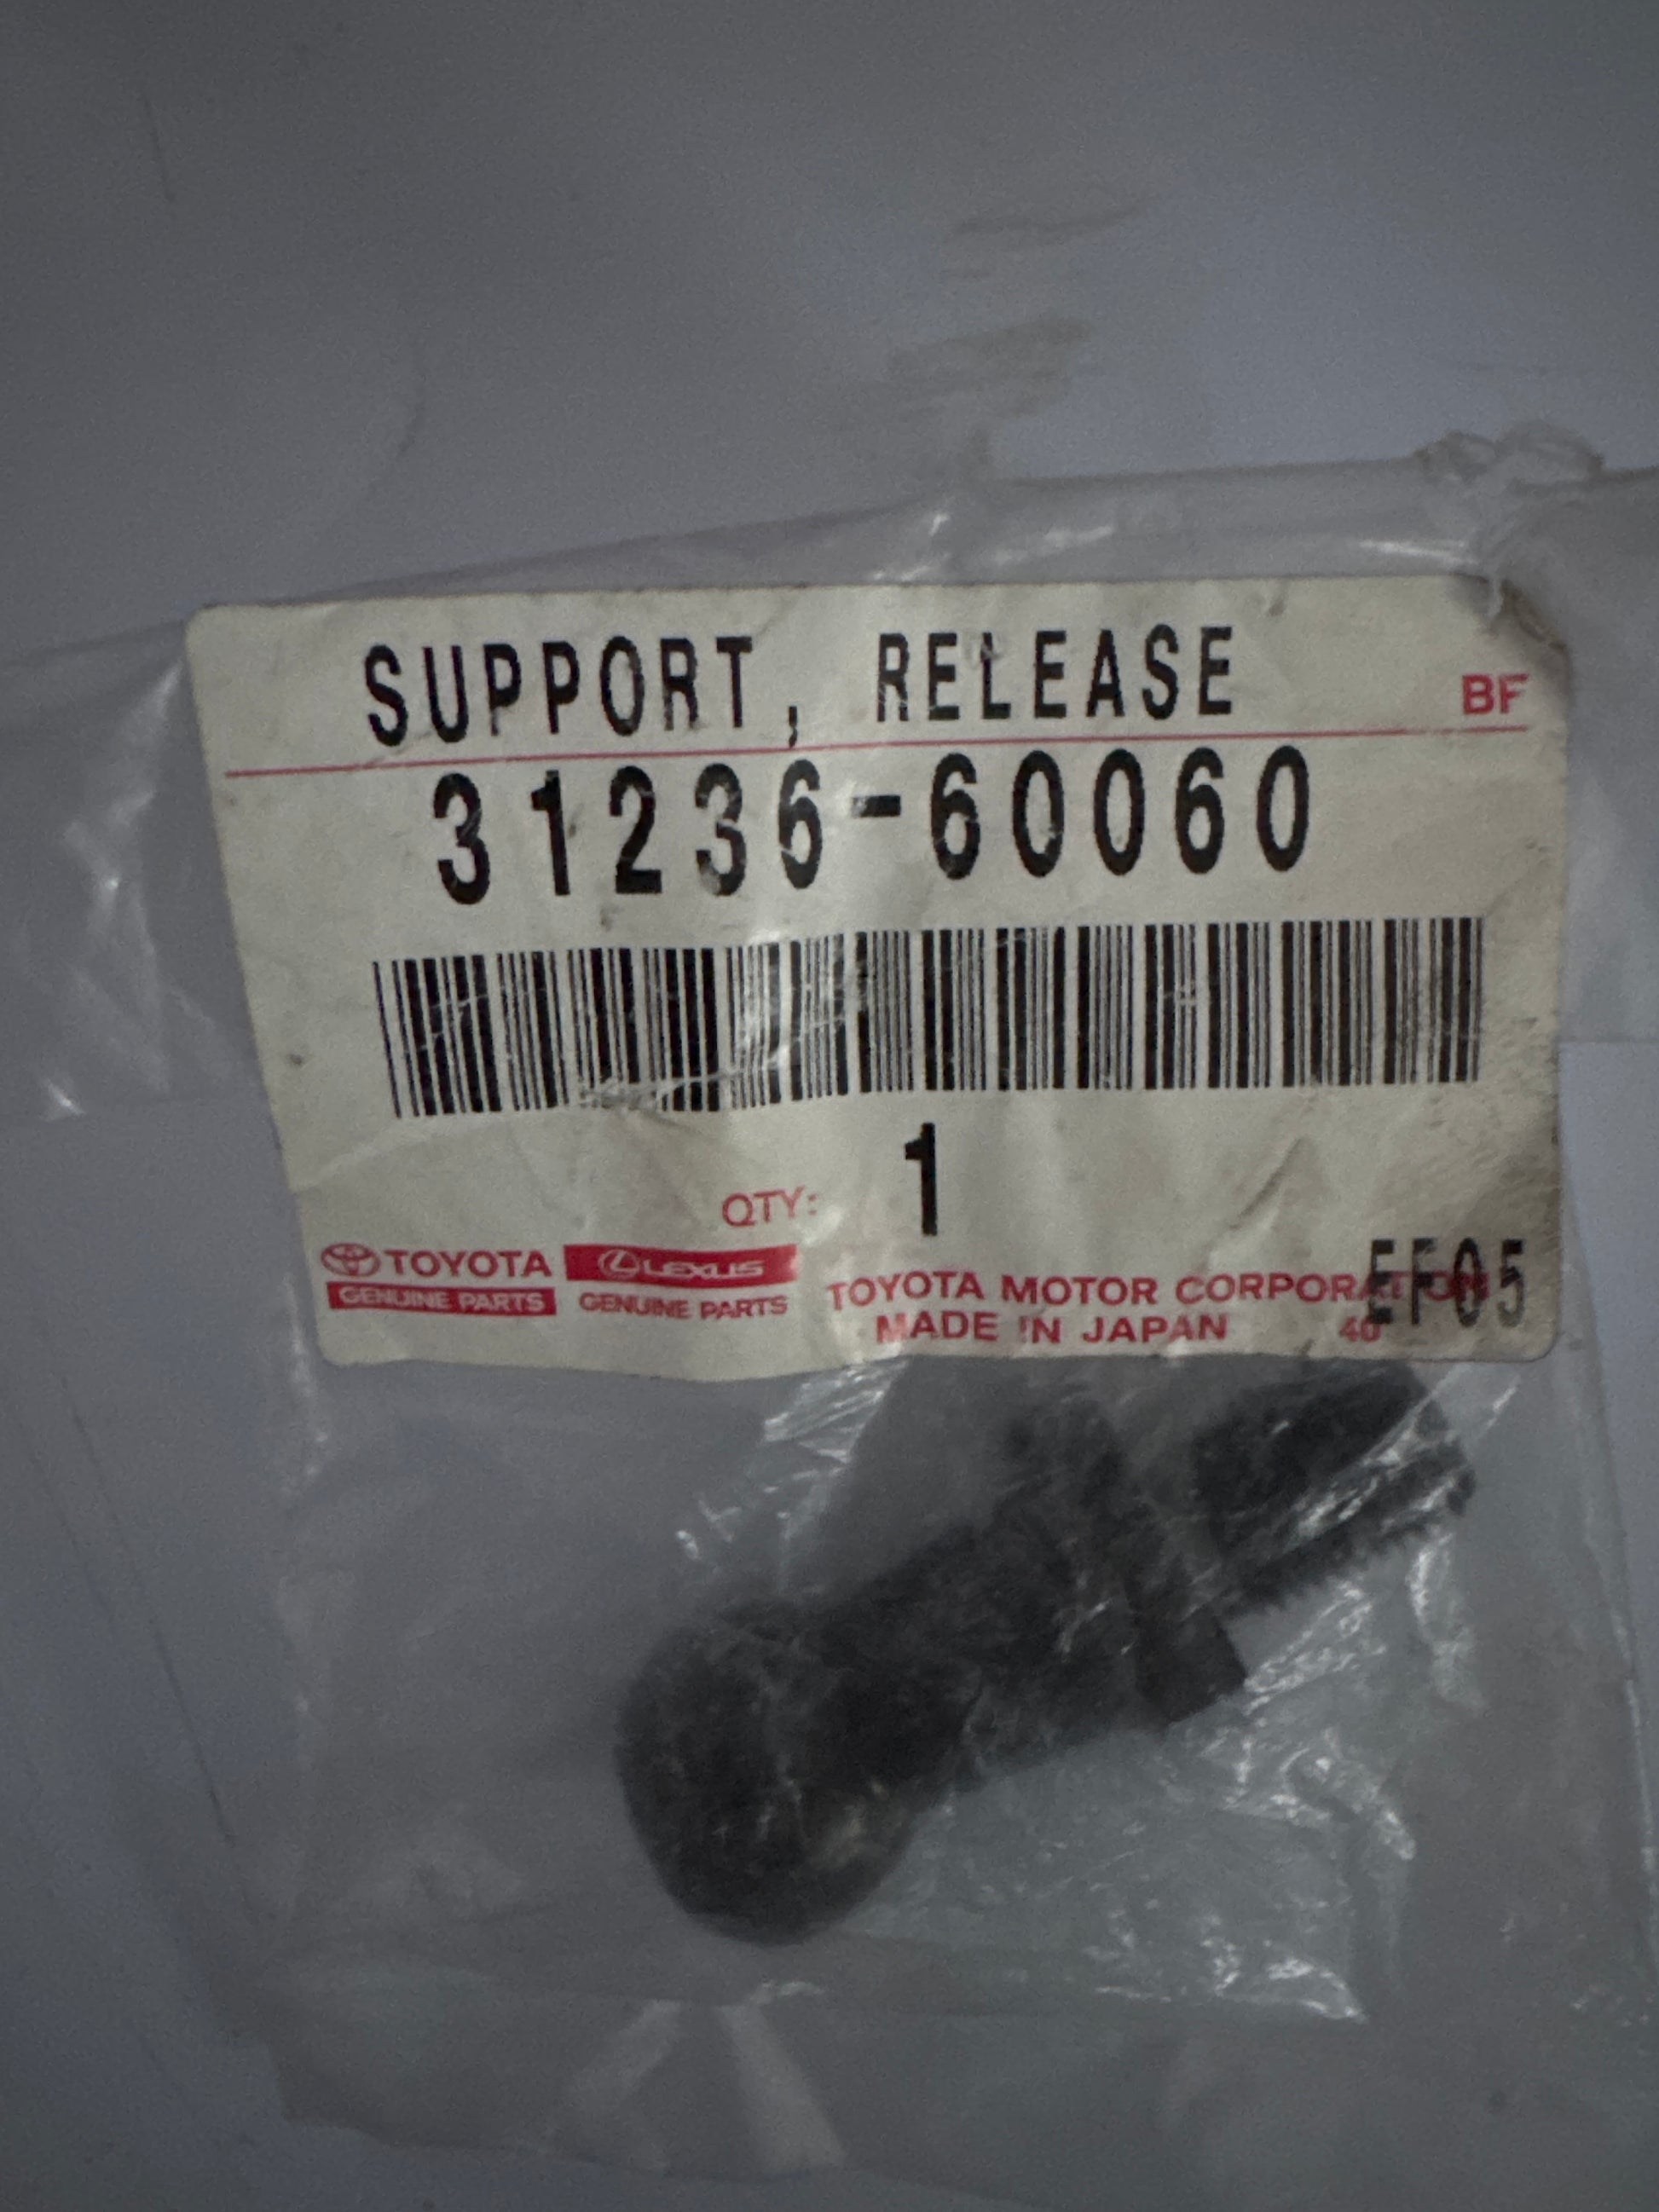 SUPPORT, RELEASE
BF
31236-60060
QTY: 1
TOYOTA
GENUINE PARTS
LEXUS
GENUINE PARTS
TOYOTA MOTOR CORPORATION
MADE IN JAPAN
40
EF05